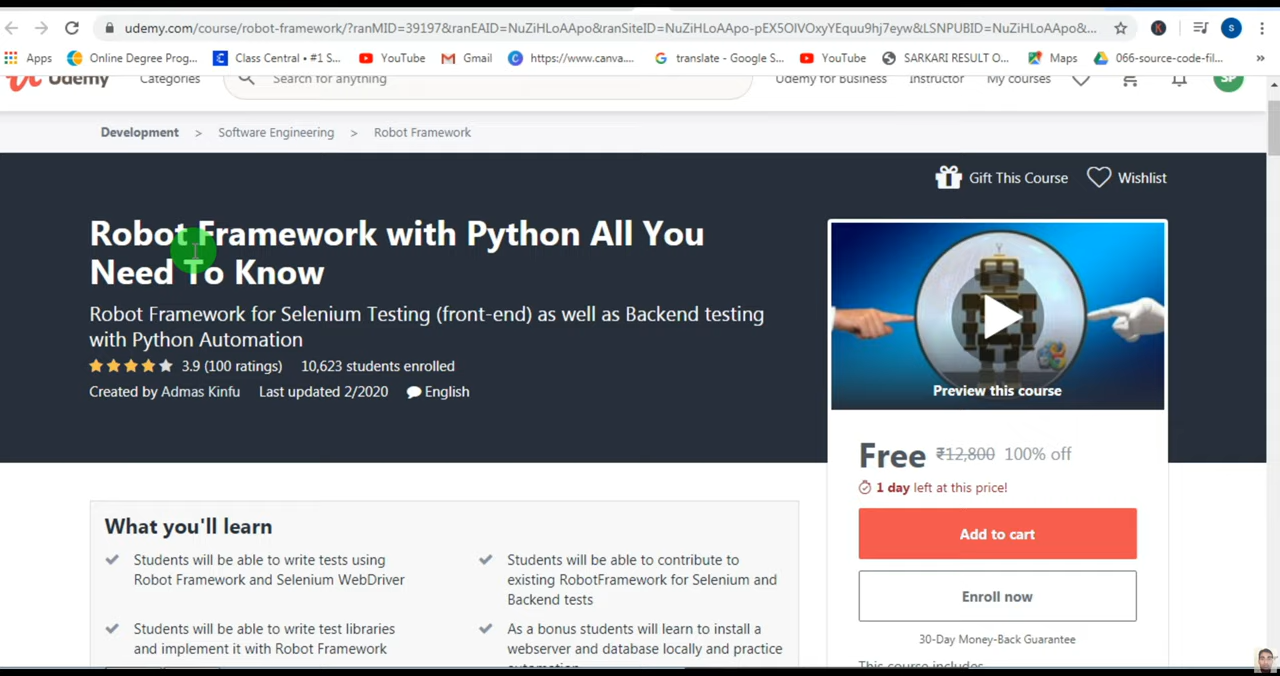 udemy.com/course/robot-framework/?ranMID=39197&ranEAID=NuZiHLoAApo&ranSiteID=NuZiHLoAApo-pEX5OIVOxyYEquu9hj7eyw&LSNPUBID=NuZiHLoAApo&...
K
s
Apps Online Degree Prog... Class Central • #1 S... YouTube Gmail https://www.canva.... translate - Google S... YouTube SARKARI RESULT O... Maps 066-source-code-fil... »
Udemy Categories Search for anything Udemy for Business Instructor My courses SP
Development > Software Engineering > Robot Framework
Gift This Course Wishlist
Robot Framework with Python All You
Need To Know
Robot Framework for Selenium Testing (front-end) as well as Backend testing
with Python Automation
3.9 (100 ratings) 10,623 students enrolled
Created by Admas Kinfu Last updated 2/2020 English
Preview this course
Free ₹12,800 100% off
1 day left at this price!
Add to cart
Enroll now
30-Day Money-Back Guarantee
This course includes
What you'll learn
Students will be able to write tests using
Robot Framework and Selenium WebDriver
Students will be able to write test libraries
and implement it with Robot Framework
Students will be able to contribute to
existing RobotFramework for Selenium and
Backend tests
As a bonus students will learn to install a
webserver and database locally and practice
automation